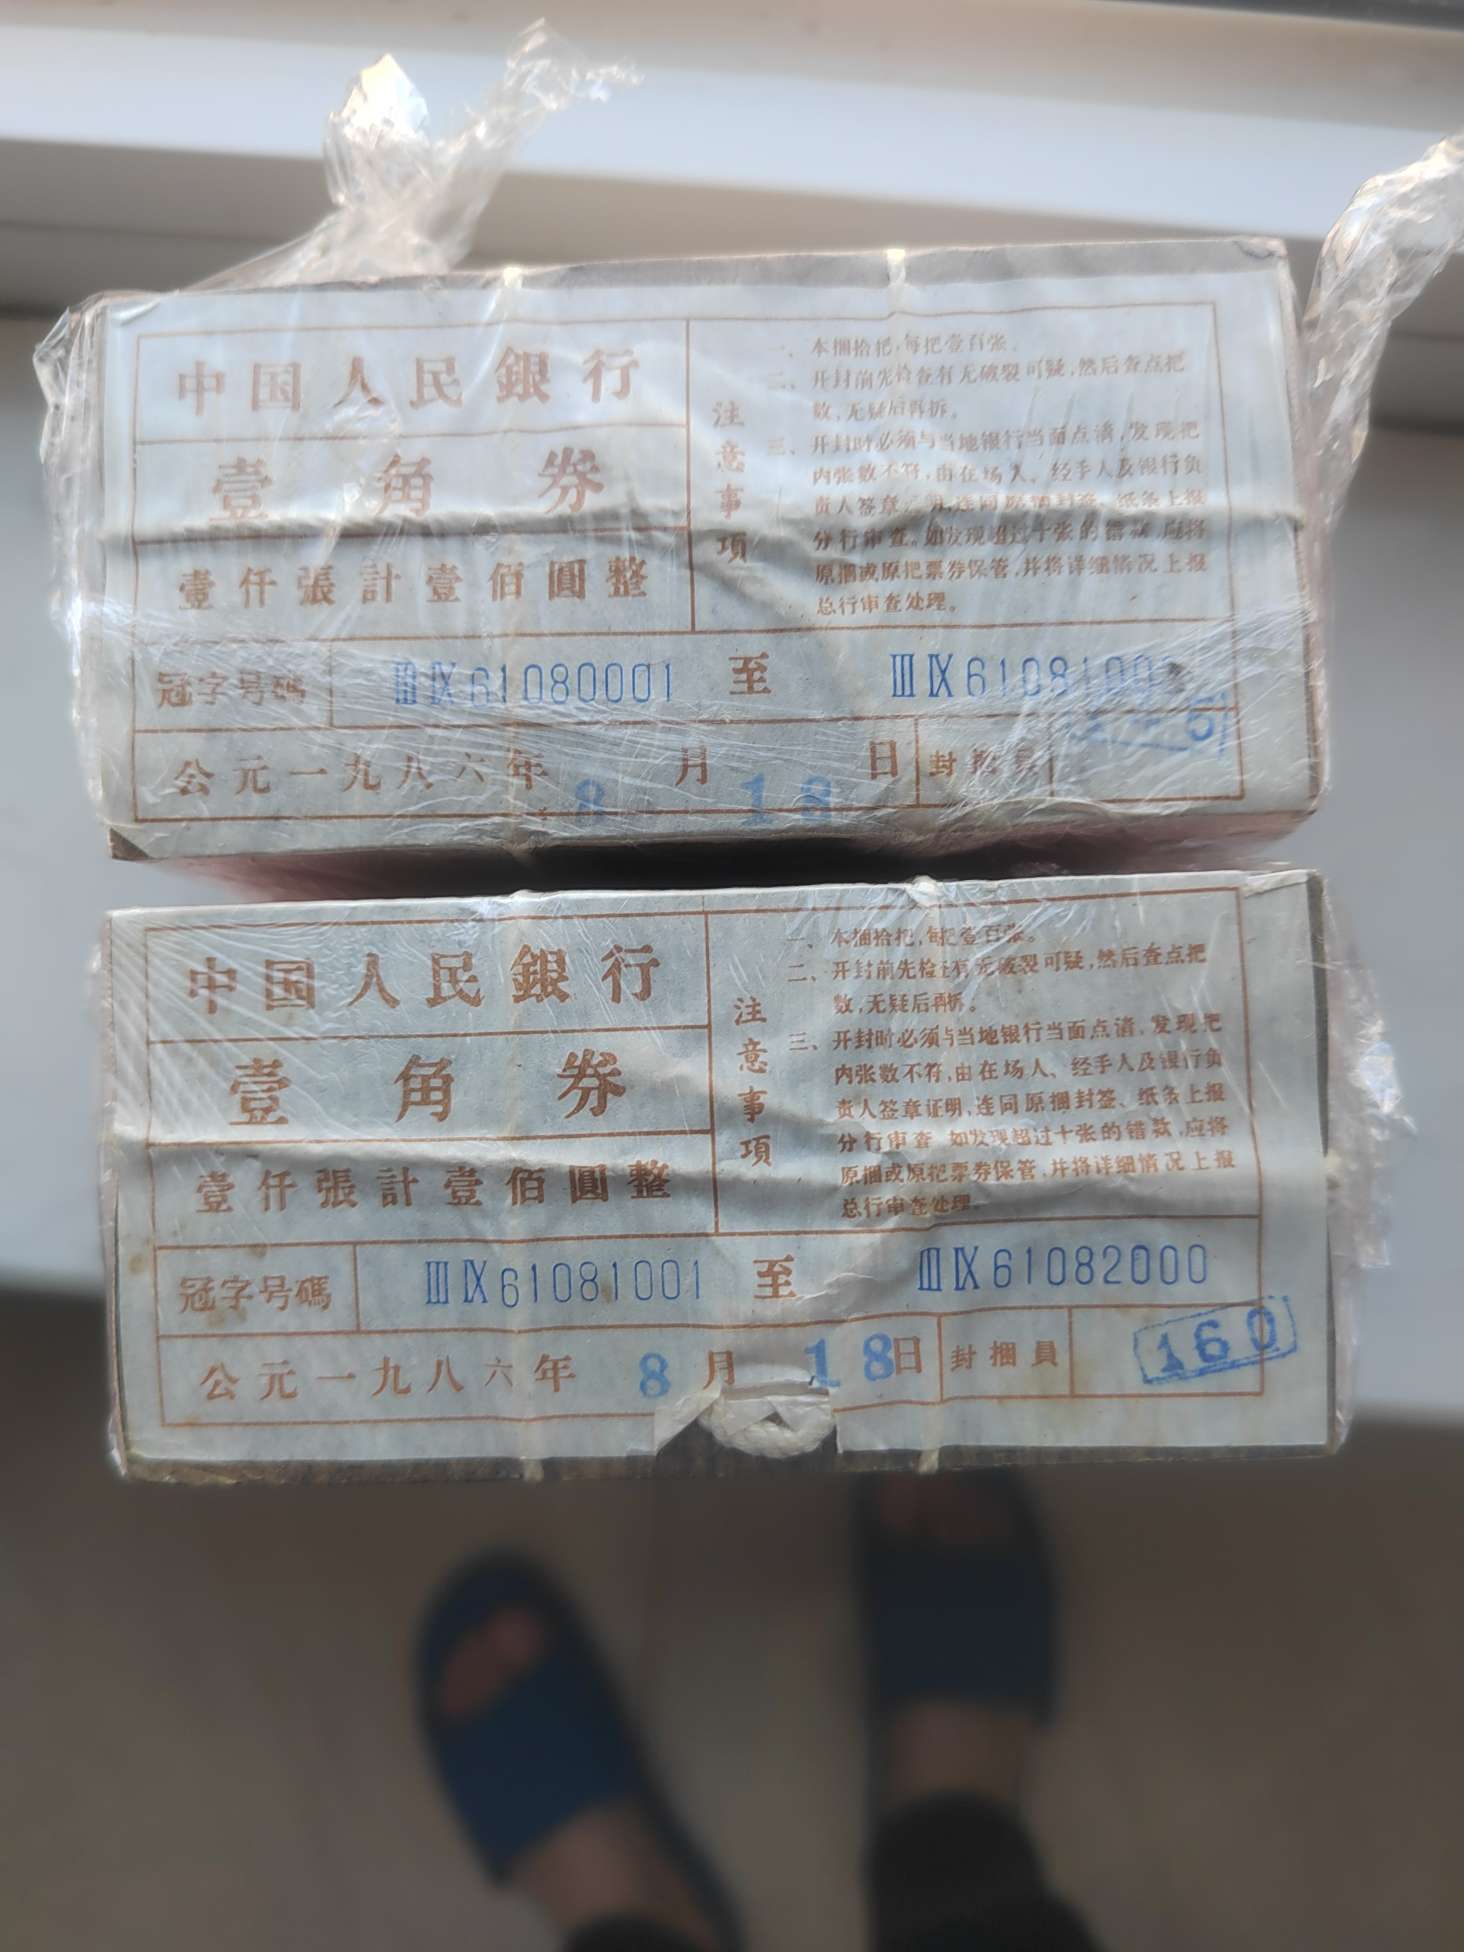 中国人民銀行
壹角券
壹仟張計壹佰圓整
注意事項
一、本捆拾把,每把壹百张。
二、开封前先检查有无破裂可疑,然后查点把
数,无疑后再拆。
三、开封时必须与当地银行当面点清,发现把
内张数不符,由在场人、经手人及银行负
责人签章证明,连同原捆封签、纸条上报
分行审查。如发现超过十张的错款,应将
原捆或原把票券保管,并将详细情况上报
总行审查处理。
冠字号碼 ⅢⅨ61080001 至
公元一九八六年 8 月 18 日 封捆員
中国人民銀行
壹角券
壹仟張計壹佰圓整
注意事項
一、本捆拾把,每把壹百张。
二、开封前先检查有无破裂可疑,然后查点把
数,无疑后再拆。
三、开封时必须与当地银行当面点清,发现把
内张数不符,由在场人、经手人及银行负
责人签章证明,连同原捆封签、纸条上报
分行审查 如发现超过十张的错款,应将
原捆或原把票券保管,并将详细情况上报
总行审查处理。
冠字号碼 ⅢⅨ61081001 至 ⅢⅨ61082000
公元一九八六年 8 月 18 日 封捆員 160